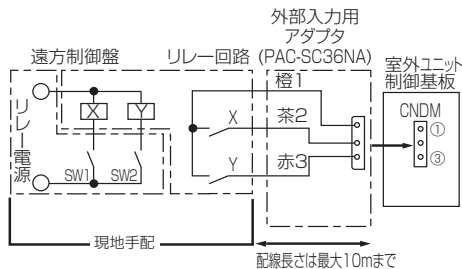 外部入力用
アダプタ
(PAC-SC36NA)
遠方制御盤
リレー回路
室外ユニット
制御基板
リレー電源
X
Y
SW1
SW2
X
Y
橙1
茶2
赤3
CNDM
①
③
現地手配
配線長さは最大10mまで